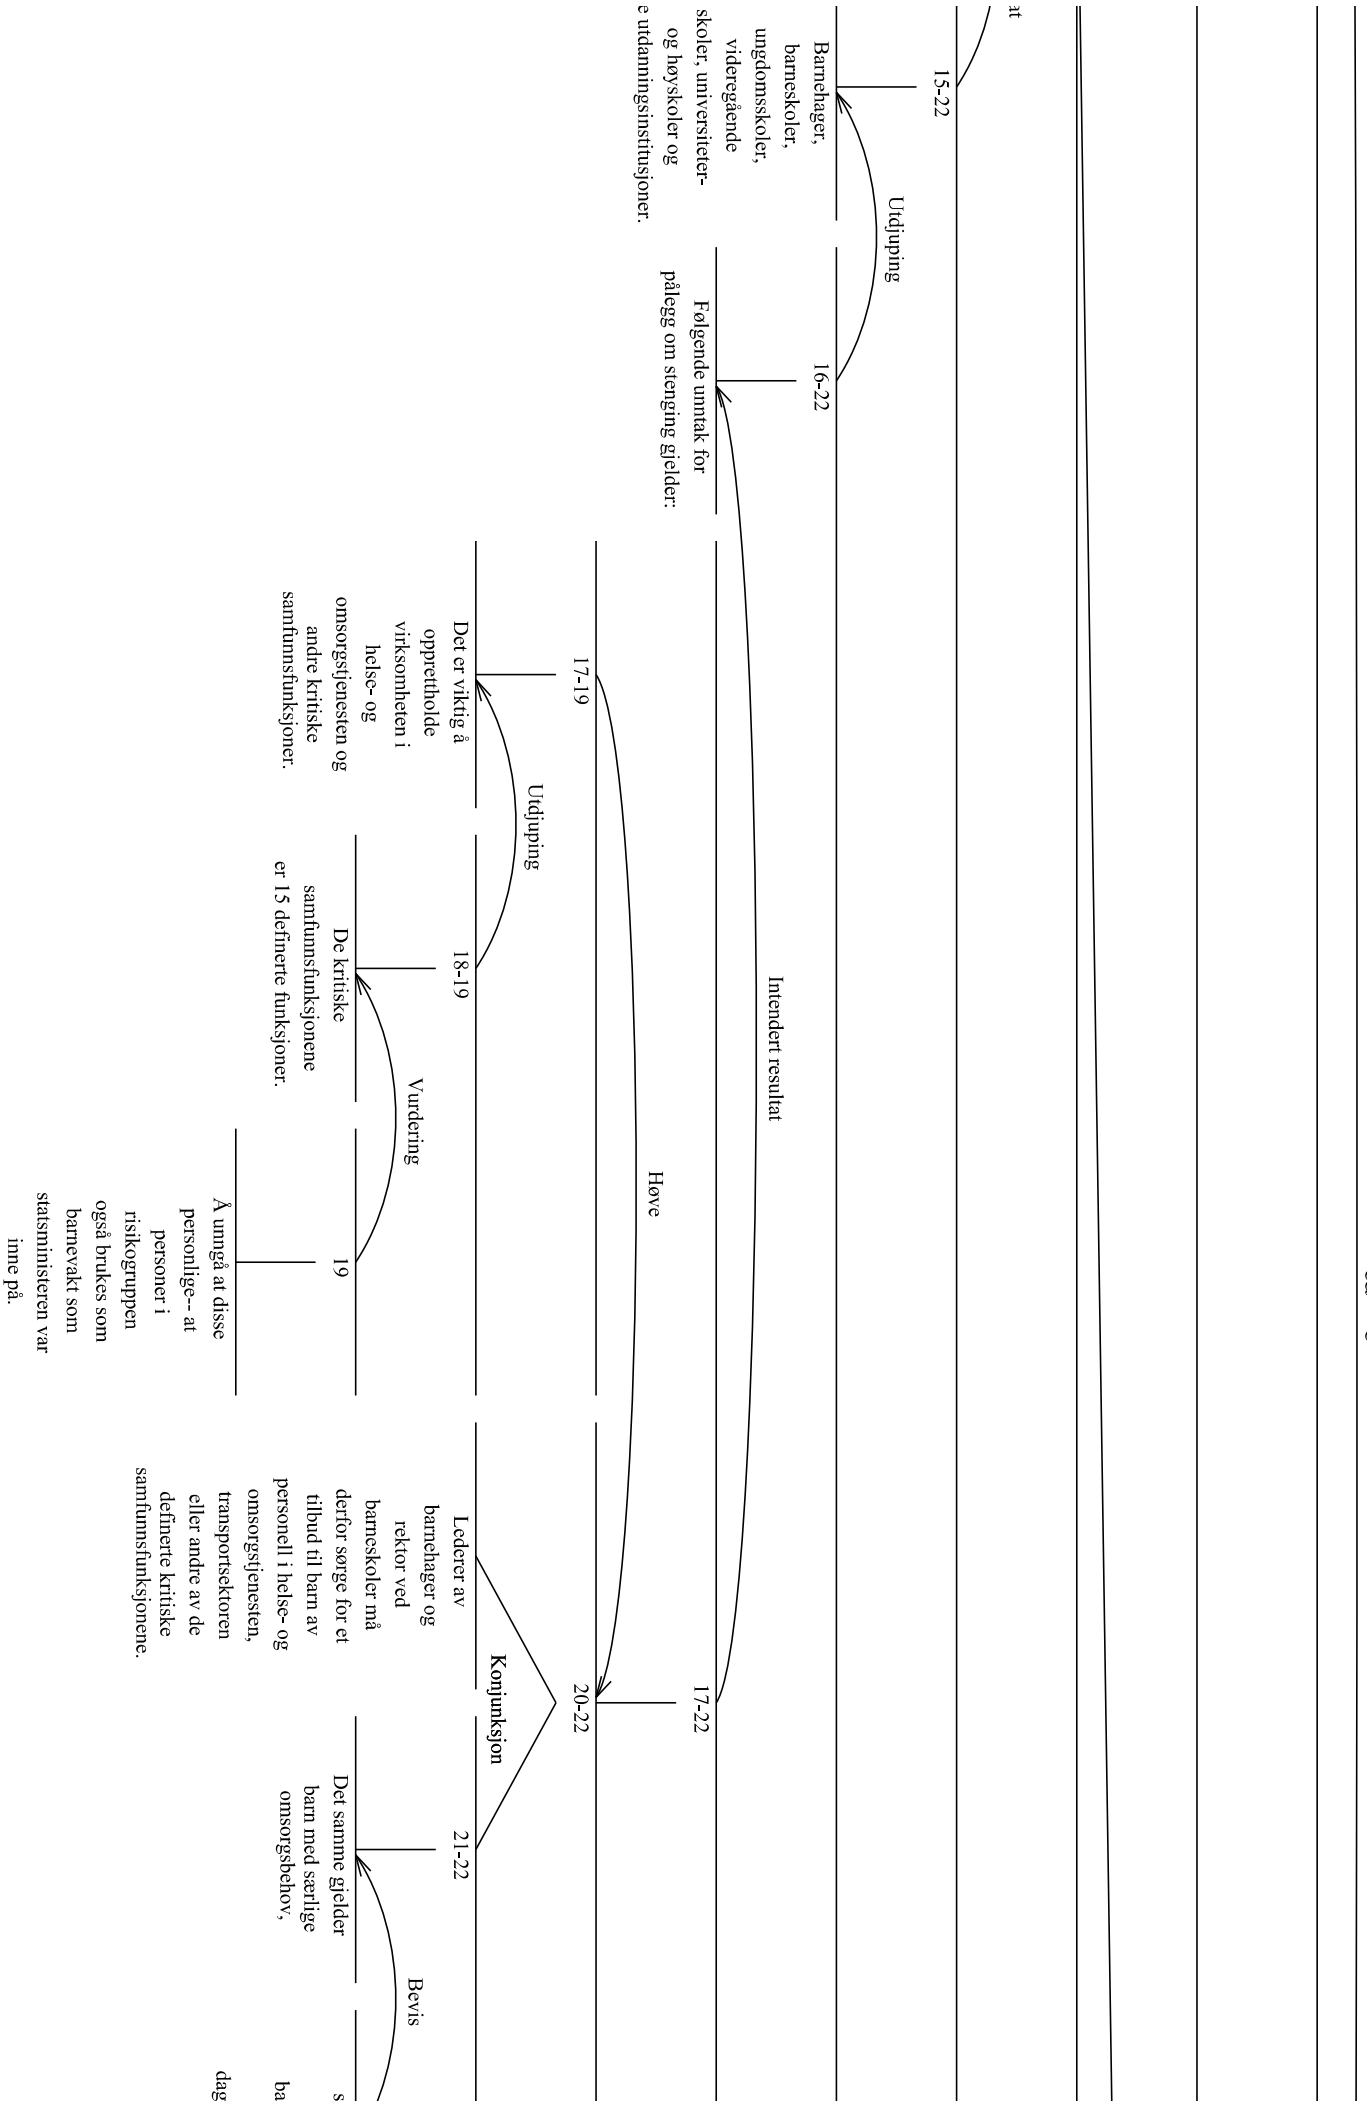 15-22
Barnehager,
barneskoler,
ungdomsskoler,
videregående
skoler, universiteter-
og høyskoler og
utdanningsinstitusjoner.
Utdjuping
16-22
Følgende unntak for
pålegg om stenging gjelder:
Intendert resultat
17-22
17-19
Høve
20-22
Det er viktig å
opprettholde
virksomheten i
helse- og
omsorgstjenesten og
andre kritiske
samfunnsfunksjoner.
Utdjuping
18-19
De kritiske
samfunnsfunksjonene
er 15 definerte funksjoner.
Vurdering
19
Å unngå at disse
personlige-- at
personer i
risikogruppen
også brukes som
barnevakt som
statsministeren var
inne på.
Lederer av
barnehager og
rektor ved
barneskoler må
derfor sørge for et
tilbud til barn av
personell i helse- og
omsorgstjenesten,
transportsektoren
eller andre av de
definerte kritiske
samfunnsfunksjonene.
Konjunksjon
21-22
Det samme gjelder
barn med særlige
omsorgsbehov,
Bevis